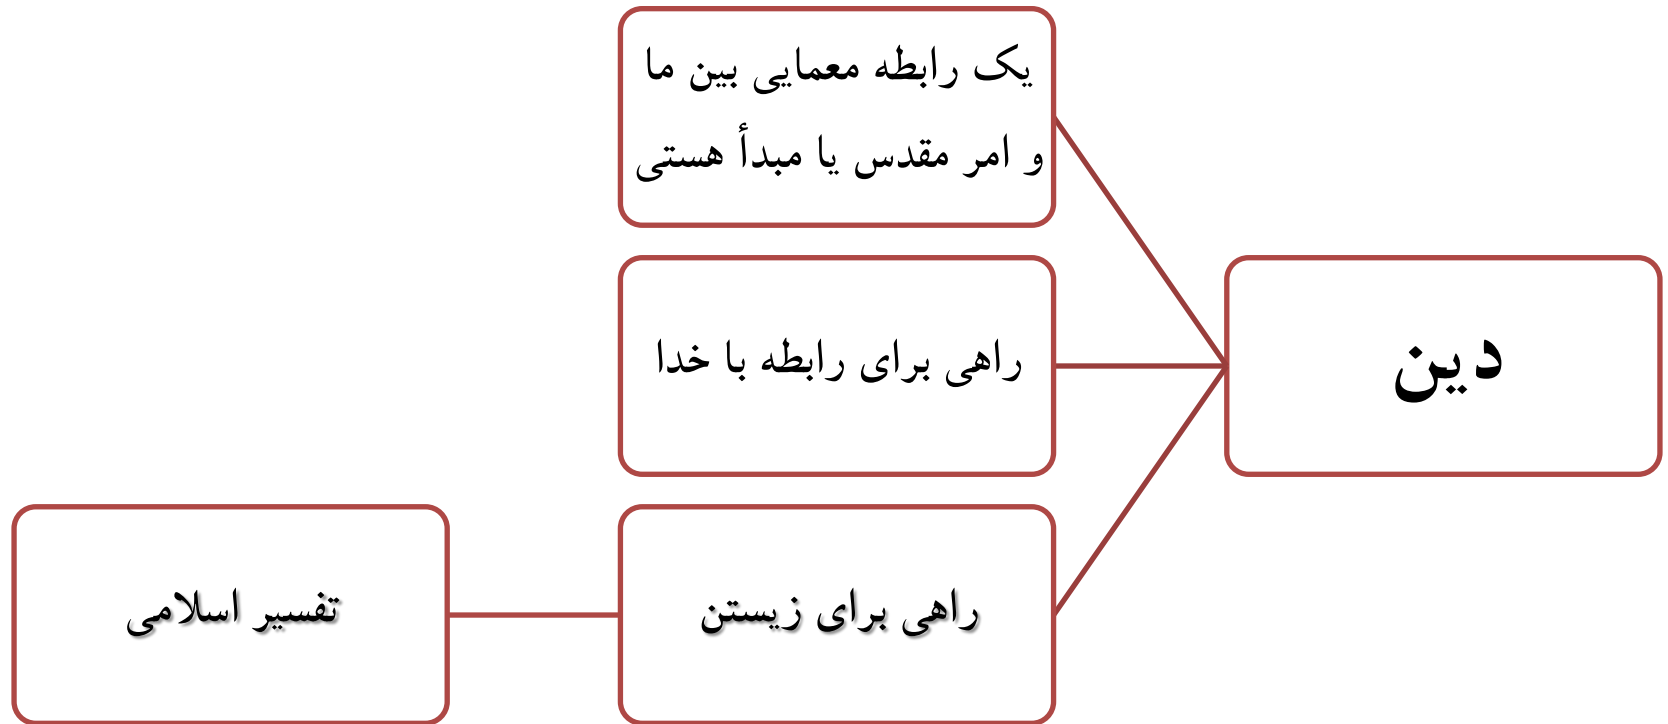 دین
یک رابطه معمایی بین ما
و امر مقدس یا مبدأ هستی
راهی برای رابطه با خدا
راهی برای زیستن
تفسیر اسلامی